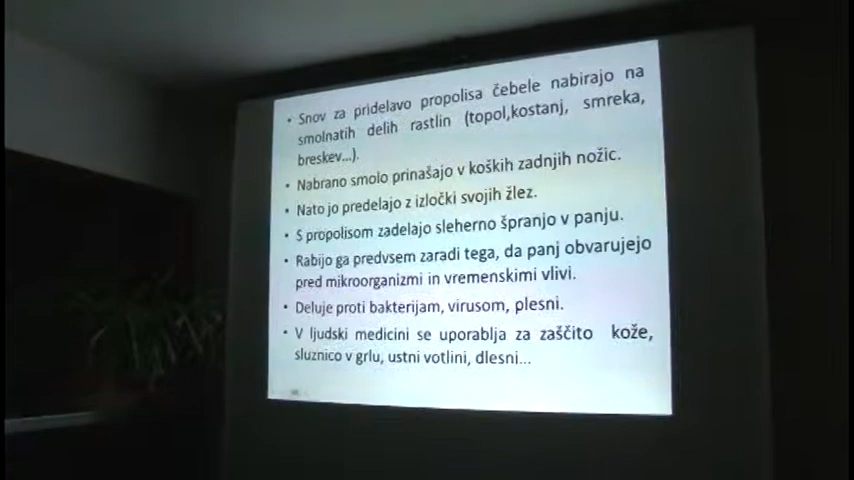 • Snov za pridelavo propolisa čebele nabirajo na
smolnatih delih rastlin (topol,kostanj, smreka,
breskev...).
• Nabrano smolo prinašajo v koških zadnjih nožic.
• Nato jo predelajo z izločki svojih žlez.
• S propolisom zadelajo sleherno špranjo v panju.
• Rabijo ga predvsem zaradi tega, da panj obvarujejo
pred mikroorganizmi in vremenskimi vlivi.
• Deluje proti bakterijam, virusom, plesni.
• V ljudski medicini se uporablja za zaščito kože,
sluznico v grlu, ustni votlini, dlesni...